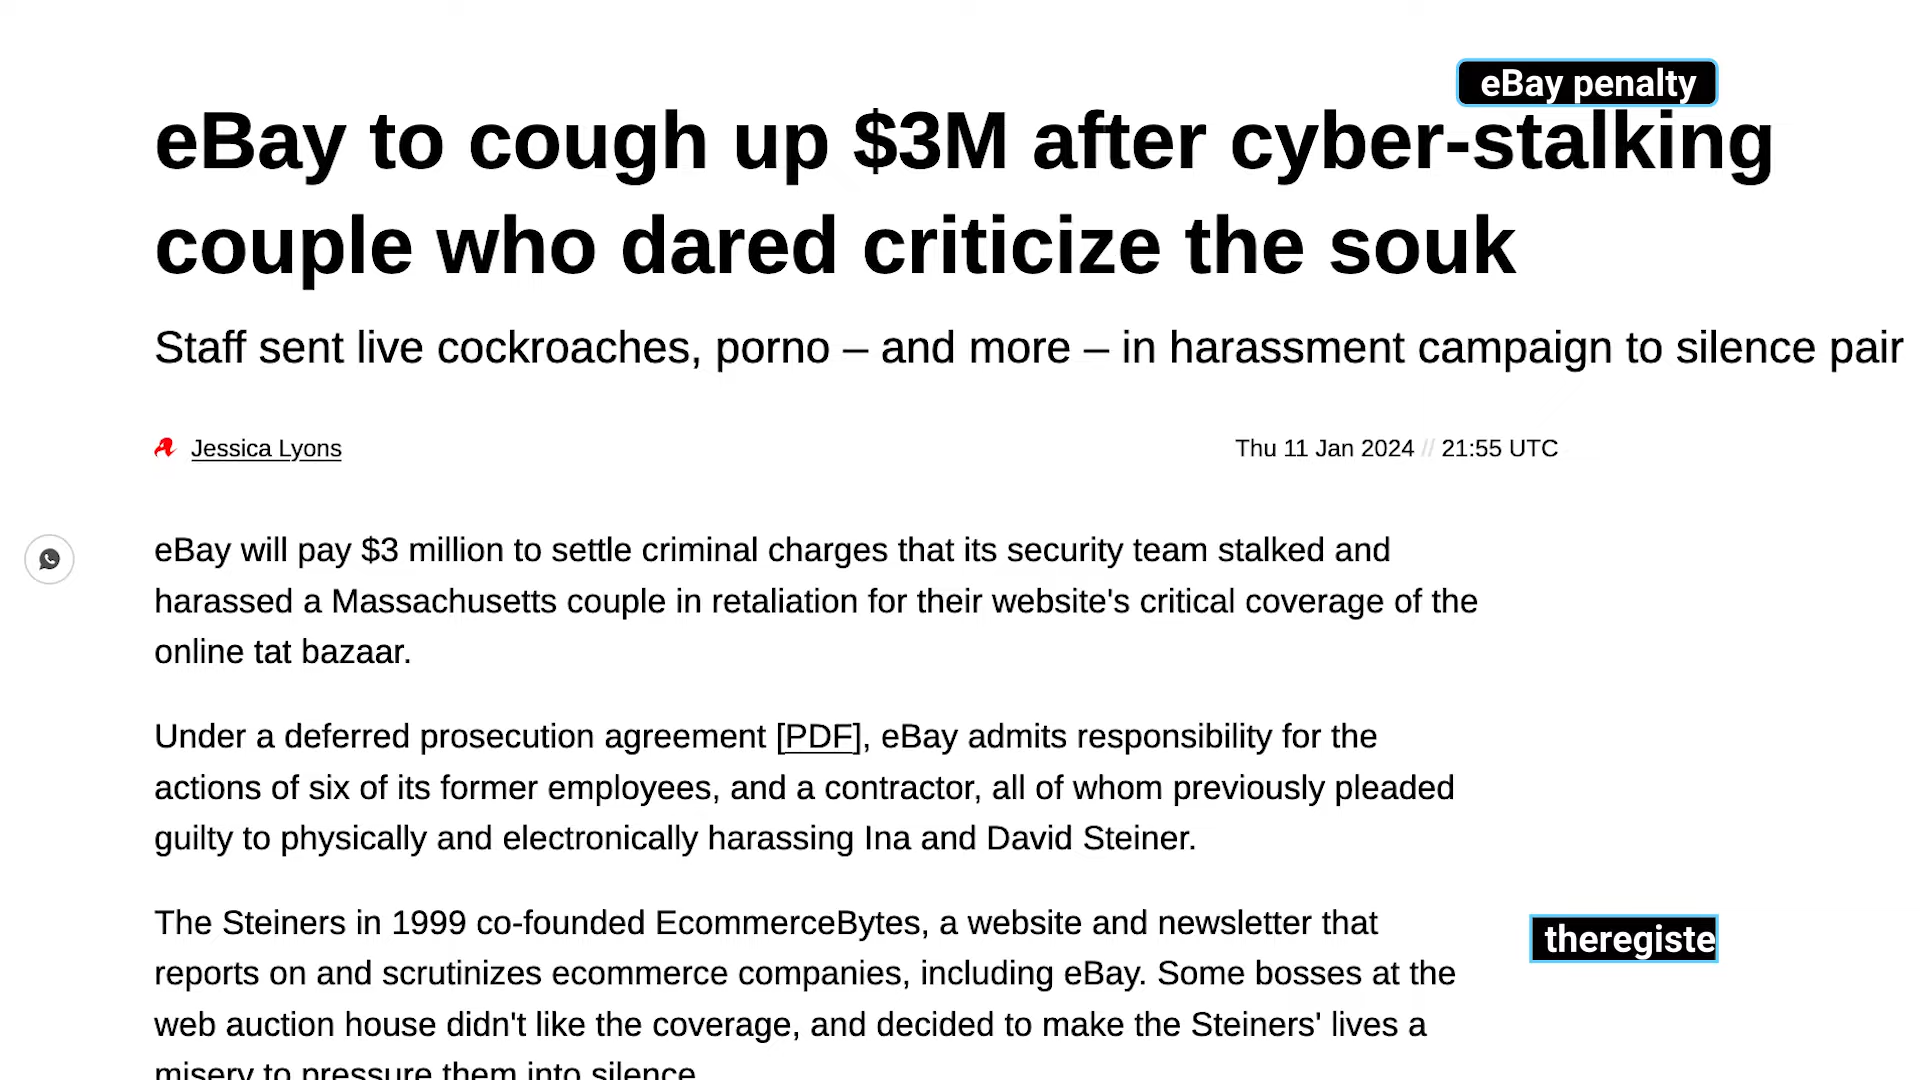 eBay penalty
eBay to cough up $3M after cyber-stalking
couple who dared criticize the souk
Staff sent live cockroaches, porno – and more – in harassment campaign to silence pair
Jessica Lyons
Thu 11 Jan 2024 // 21:55 UTC
eBay will pay $3 million to settle criminal charges that its security team stalked and
harassed a Massachusetts couple in retaliation for their website's critical coverage of the
online tat bazaar.
Under a deferred prosecution agreement [PDF], eBay admits responsibility for the
actions of six of its former employees, and a contractor, all of whom previously pleaded
guilty to physically and electronically harassing Ina and David Steiner.
The Steiners in 1999 co-founded EcommerceBytes, a website and newsletter that
reports on and scrutinizes ecommerce companies, including eBay. Some bosses at the
web auction house didn't like the coverage, and decided to make the Steiners' lives a
misery to pressure them into silence.
theregiste